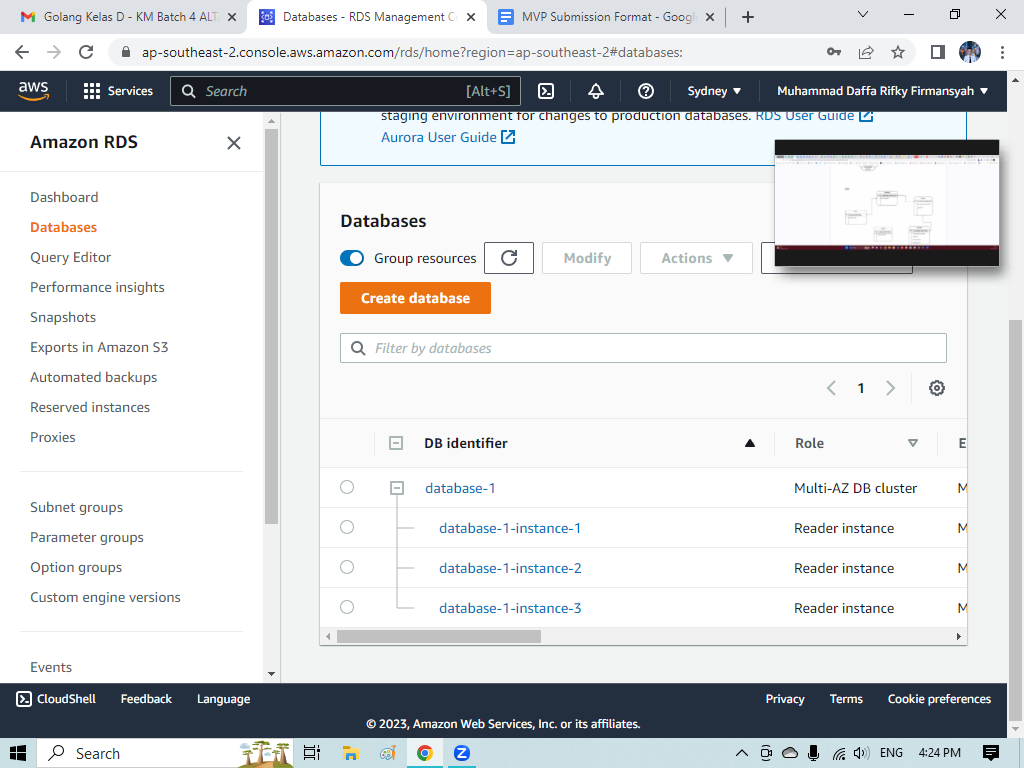 Golang Kelas D - KM Batch 4 ALT
Databases - RDS Management C
MVP Submission Format - Googl
ap-southeast-2.console.aws.amazon.com/rds/home?region=ap-southeast-2#databases:
aws
Services
Search
[Alt+S]
Sydney
Muhammad Daffa Rifky Firmansyah
Amazon RDS
Dashboard
Databases
Query Editor
Performance insights
Snapshots
Exports in Amazon S3
Automated backups
Reserved instances
Proxies
Subnet groups
Parameter groups
Option groups
Custom engine versions
Events
staging environment for changes to production databases. RDS User Guide
Aurora User Guide
Databases
Group resources
Modify
Actions
Create database
Filter by databases
1
DB identifier
Role
E
database-1
Multi-AZ DB cluster
M
database-1-instance-1
Reader instance
M
database-1-instance-2
Reader instance
M
database-1-instance-3
Reader instance
M
CloudShell
Feedback
Language
Privacy
Terms
Cookie preferences
© 2023, Amazon Web Services, Inc. or its affiliates.
Search
Z
ENG
4:24 PM